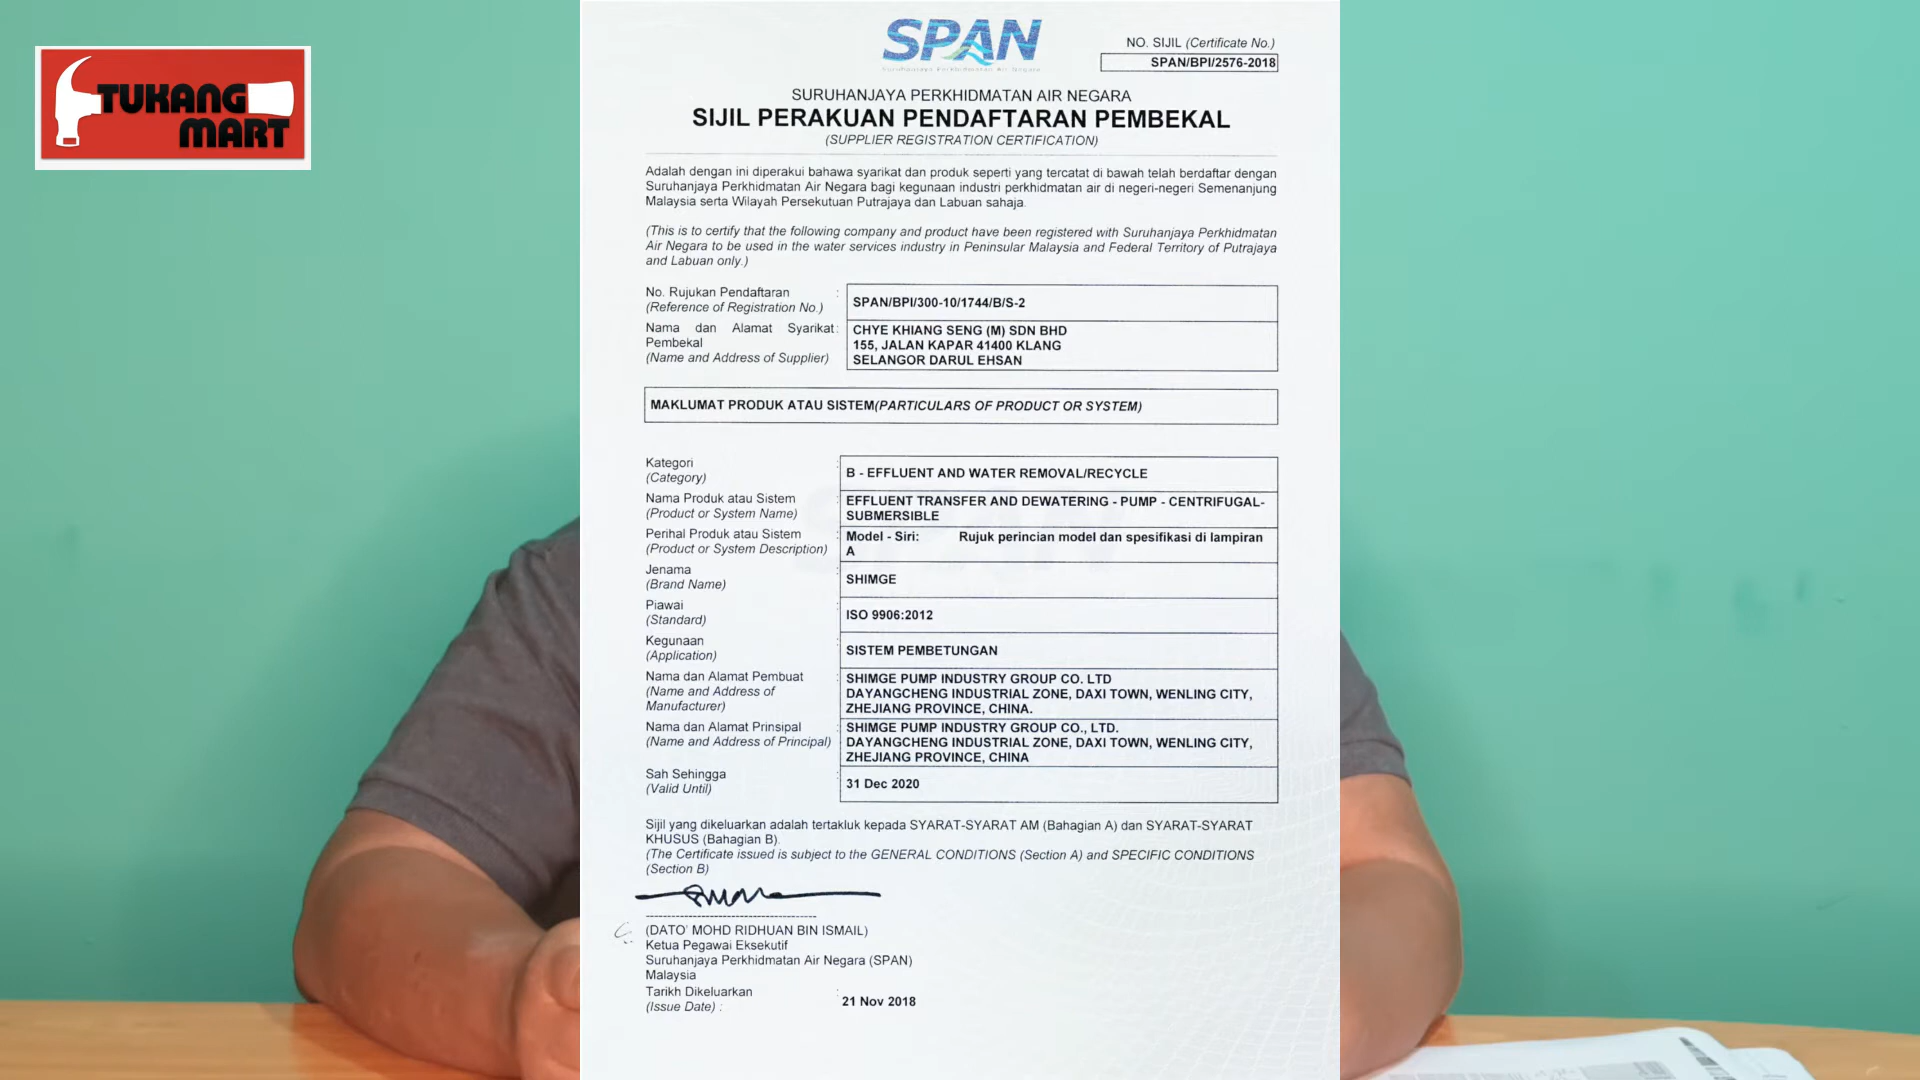 TUKANG
MART
SPAN
Suruhanjaya Perkhidmatan Air Negara
NO. SIJIL (Certificate No.)
SPAN/BPI/2576-2018
SURUHANJAYA PERKHIDMATAN AIR NEGARA
SIJIL PERAKUAN PENDAFTARAN PEMBEKAL
(SUPPLIER REGISTRATION CERTIFICATION)
Adalah dengan ini diperakui bahawa syarikat dan produk seperti yang tercatat di bawah telah berdaftar dengan
Suruhanjaya Perkhidmatan Air Negara bagi kegunaan industri perkhidmatan air di negeri-negeri Semenanjung
Malaysia serta Wilayah Persekutuan Putrajaya dan Labuan sahaja.
(This is to certify that the following company and product have been registered with Suruhanjaya Perkhidmatan
Air Negara to be used in the water services industry in Peninsular Malaysia and Federal Territory of Putrajaya
and Labuan only.)
No. Rujukan Pendaftaran :
(Reference of Registration No.)
SPAN/BPI/300-10/1744/B/S-2
Nama dan Alamat Syarikat :
Pembekal
(Name and Address of Supplier)
CHYE KHIANG SENG (M) SDN BHD
155, JALAN KAPAR 41400 KLANG
SELANGOR DARUL EHSAN
MAKLUMAT PRODUK ATAU SISTEM(PARTICULARS OF PRODUCT OR SYSTEM)
Kategori :
(Category)
B - EFFLUENT AND WATER REMOVAL/RECYCLE
Nama Produk atau Sistem :
(Product or System Name)
EFFLUENT TRANSFER AND DEWATERING - PUMP - CENTRIFUGAL-
SUBMERSIBLE
Perihal Produk atau Sistem :
(Product or System Description)
Model - Siri: Rujuk perincian model dan spesifikasi di lampiran
A
Jenama :
(Brand Name)
SHIMGE
Piawai :
(Standard)
ISO 9906:2012
Kegunaan :
(Application)
SISTEM PEMBETUNGAN
Nama dan Alamat Pembuat :
(Name and Address of
Manufacturer)
SHIMGE PUMP INDUSTRY GROUP CO. LTD
DAYANGCHENG INDUSTRIAL ZONE, DAXI TOWN, WENLING CITY,
ZHEJIANG PROVINCE, CHINA.
Nama dan Alamat Prinsipal :
(Name and Address of Principal)
SHIMGE PUMP INDUSTRY GROUP CO., LTD.
DAYANGCHENG INDUSTRIAL ZONE, DAXI TOWN, WENLING CITY,
ZHEJIANG PROVINCE, CHINA
Sah Sehingga :
(Valid Until)
31 Dec 2020
Sijil yang dikeluarkan adalah tertakluk kepada SYARAT-SYARAT AM (Bahagian A) dan SYARAT-SYARAT
KHUSUS (Bahagian B).
(The Certificate issued is subject to the GENERAL CONDITIONS (Section A) and SPECIFIC CONDITIONS
(Section B)
(DATO' MOHD RIDHUAN BIN ISMAIL)
Ketua Pegawai Eksekutif
Suruhanjaya Perkhidmatan Air Negara (SPAN)
Malaysia
Tarikh Dikeluarkan :
(Issue Date) :
21 Nov 2018